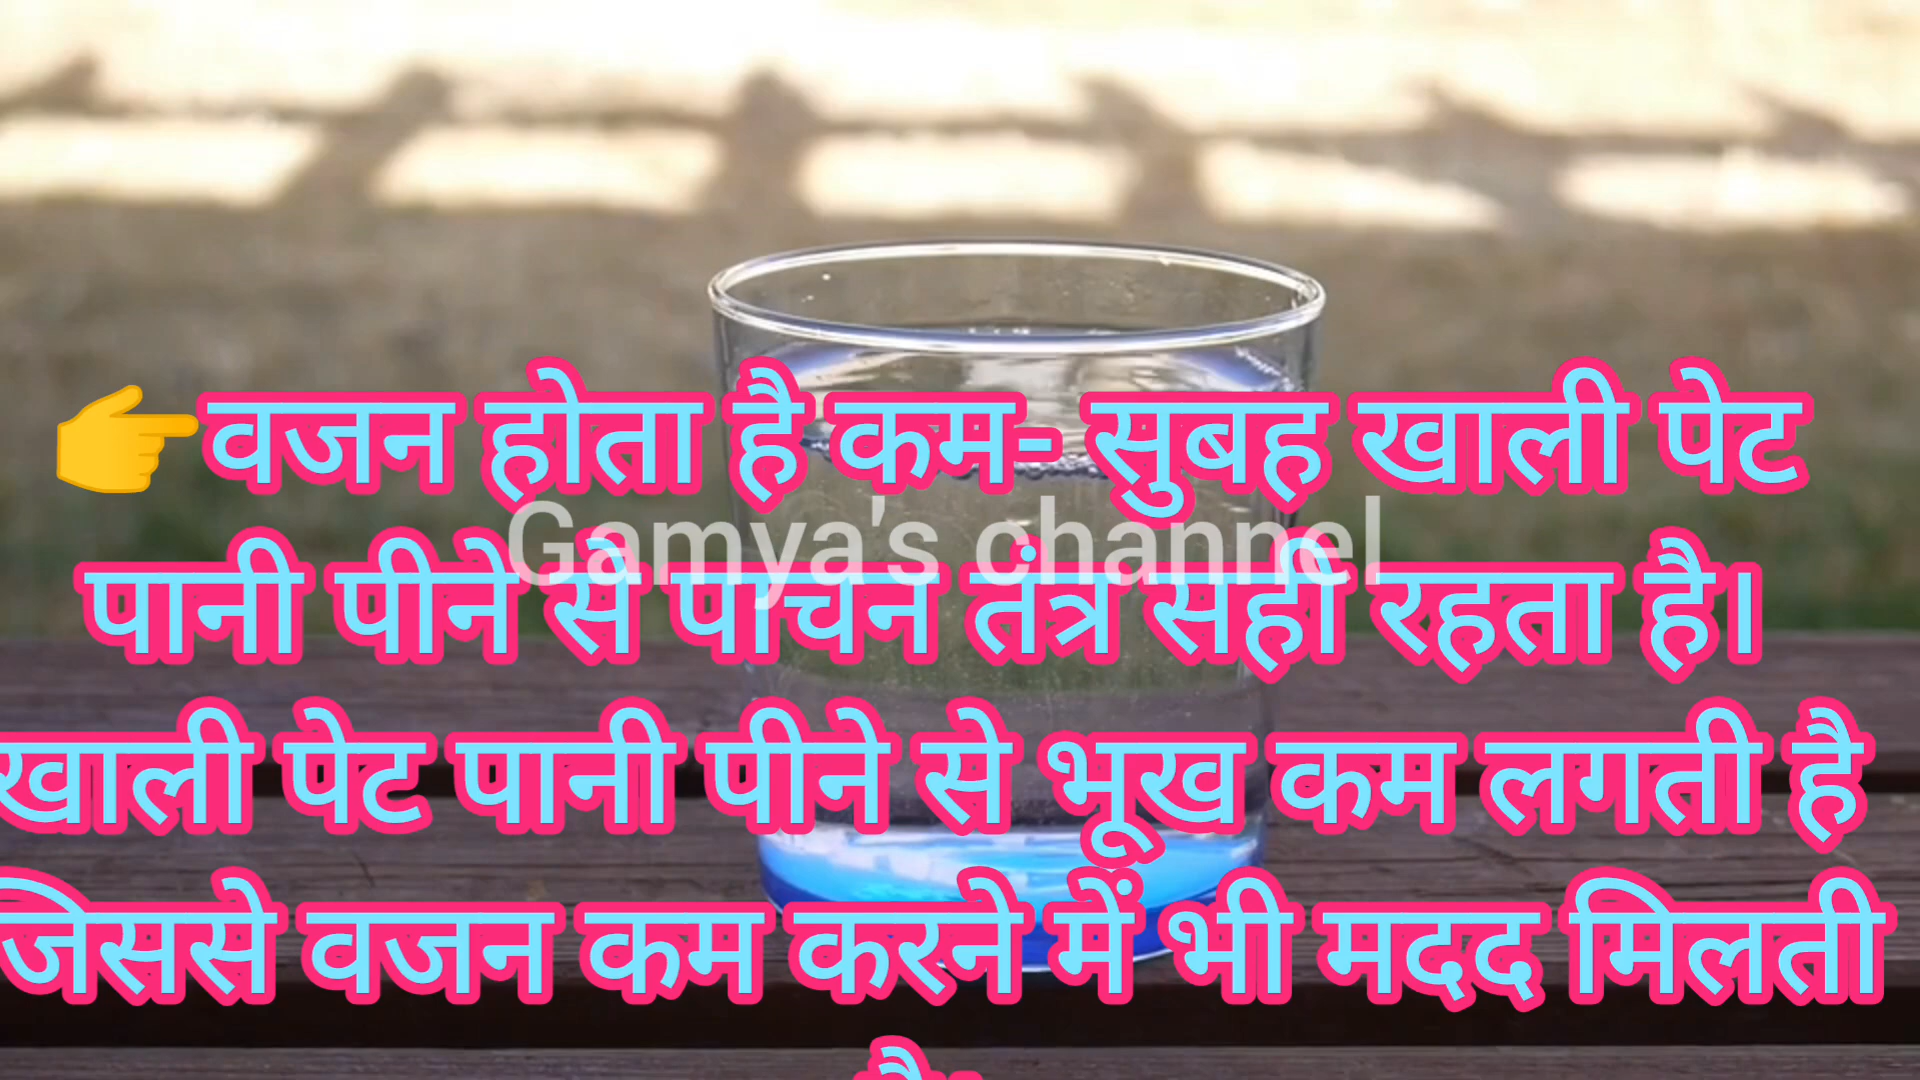 👉वजन होता है कम- सुबह खाली पेट
Gamya's channel
पानी पीने से पाचन तंत्र सही रहता है।
खाली पेट पानी पीने से भूख कम लगती है
जिससे वजन कम करने में भी मदद मिलती
है।